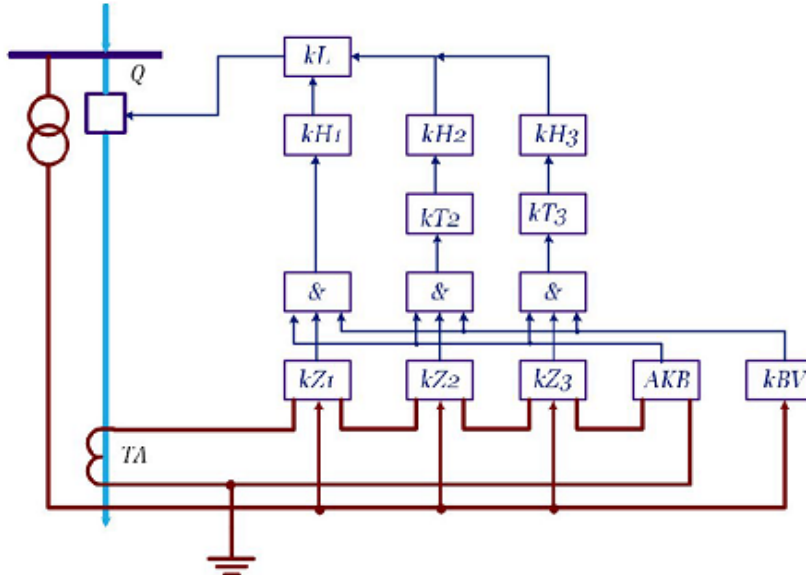 kL
Q
kH1 kH2 kH3
kT2 kT3
& & &
kZ1 kZ2 kZ3 AKB kBV
TA